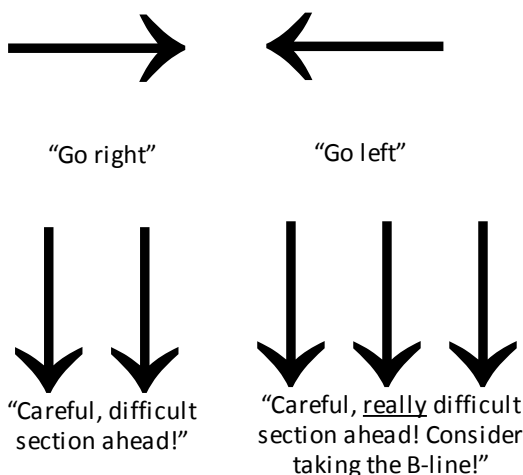 “Go right”
“Go left”
“Careful, difficult
section ahead!”
“Careful, really difficult
section ahead! Consider
taking the B-line!”